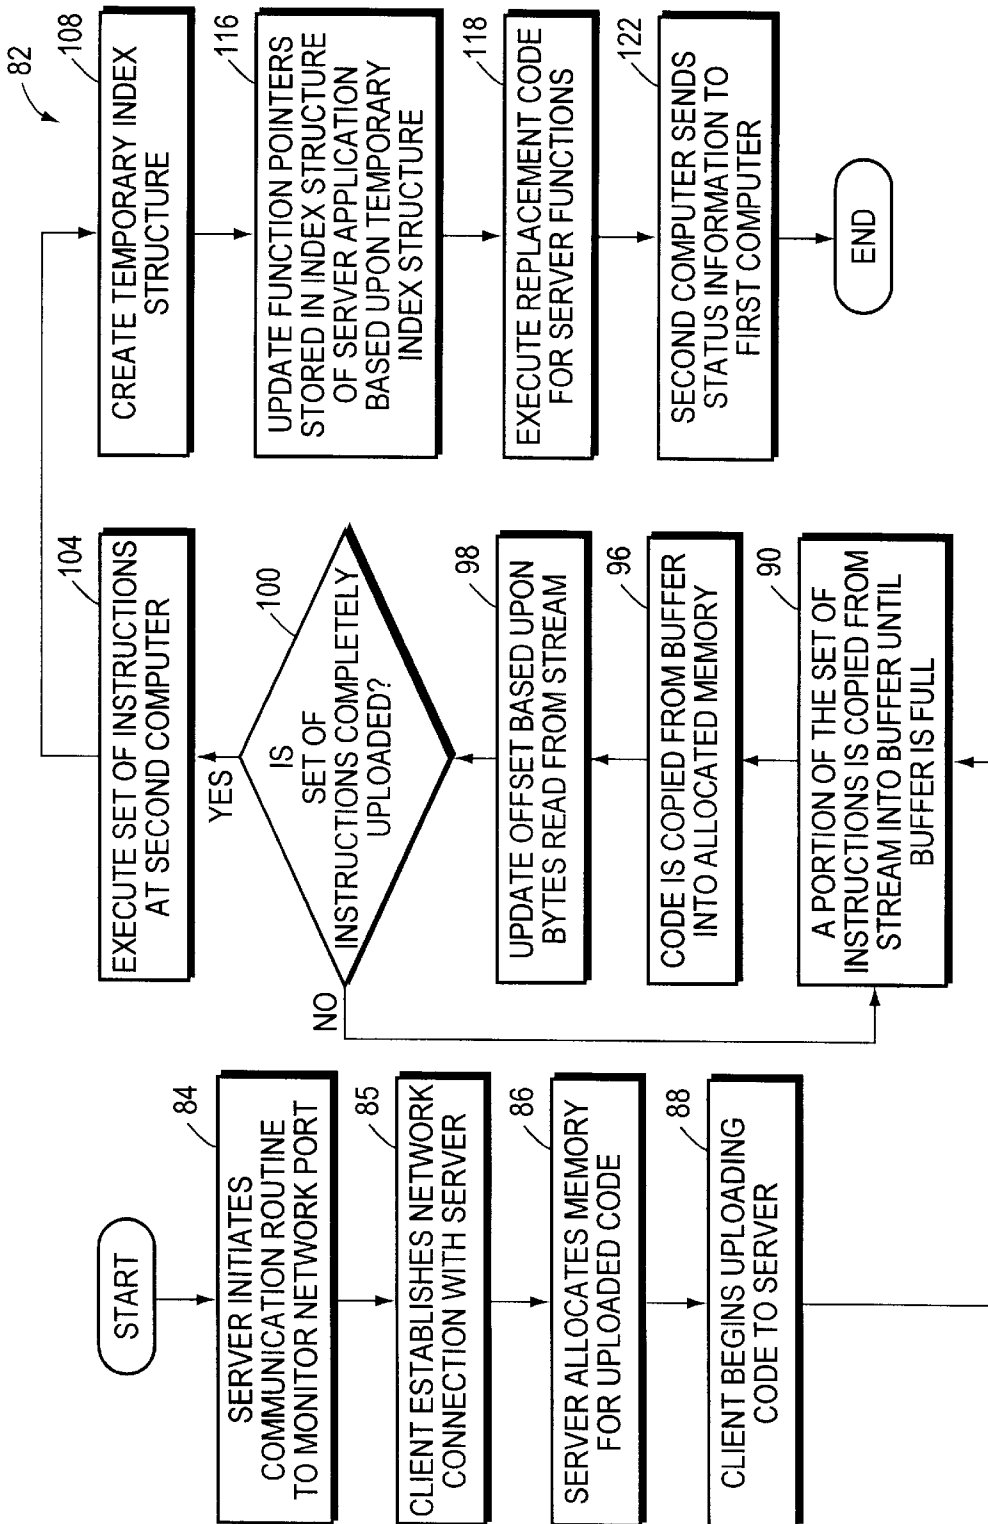 82
START
84
SERVER INITIATES
COMMUNICATION ROUTINE
TO MONITOR NETWORK PORT
85
CLIENT ESTABLISHES NETWORK
CONNECTION WITH SERVER
86
SERVER ALLOCATES MEMORY
FOR UPLOADED CODE
88
CLIENT BEGINS UPLOADING
CODE TO SERVER
90
A PORTION OF THE SET OF
INSTRUCTIONS IS COPIED FROM
STREAM INTO BUFFER UNTIL
BUFFER IS FULL
96
CODE IS COPIED FROM BUFFER
INTO ALLOCATED MEMORY
98
UPDATE OFFSET BASED UPON
BYTES READ FROM STREAM
100
IS
SET OF
INSTRUCTIONS COMPLETELY
UPLOADED?
NO
YES
104
EXECUTE SET OF INSTRUCTIONS
AT SECOND COMPUTER
108
CREATE TEMPORARY INDEX
STRUCTURE
116
UPDATE FUNCTION POINTERS
STORED IN INDEX STRUCTURE
OF SERVER APPLICATION
BASED UPON TEMPORARY
INDEX STRUCTURE
118
EXECUTE REPLACEMENT CODE
FOR SERVER FUNCTIONS
122
SECOND COMPUTER SENDS
STATUS INFORMATION TO
FIRST COMPUTER
END